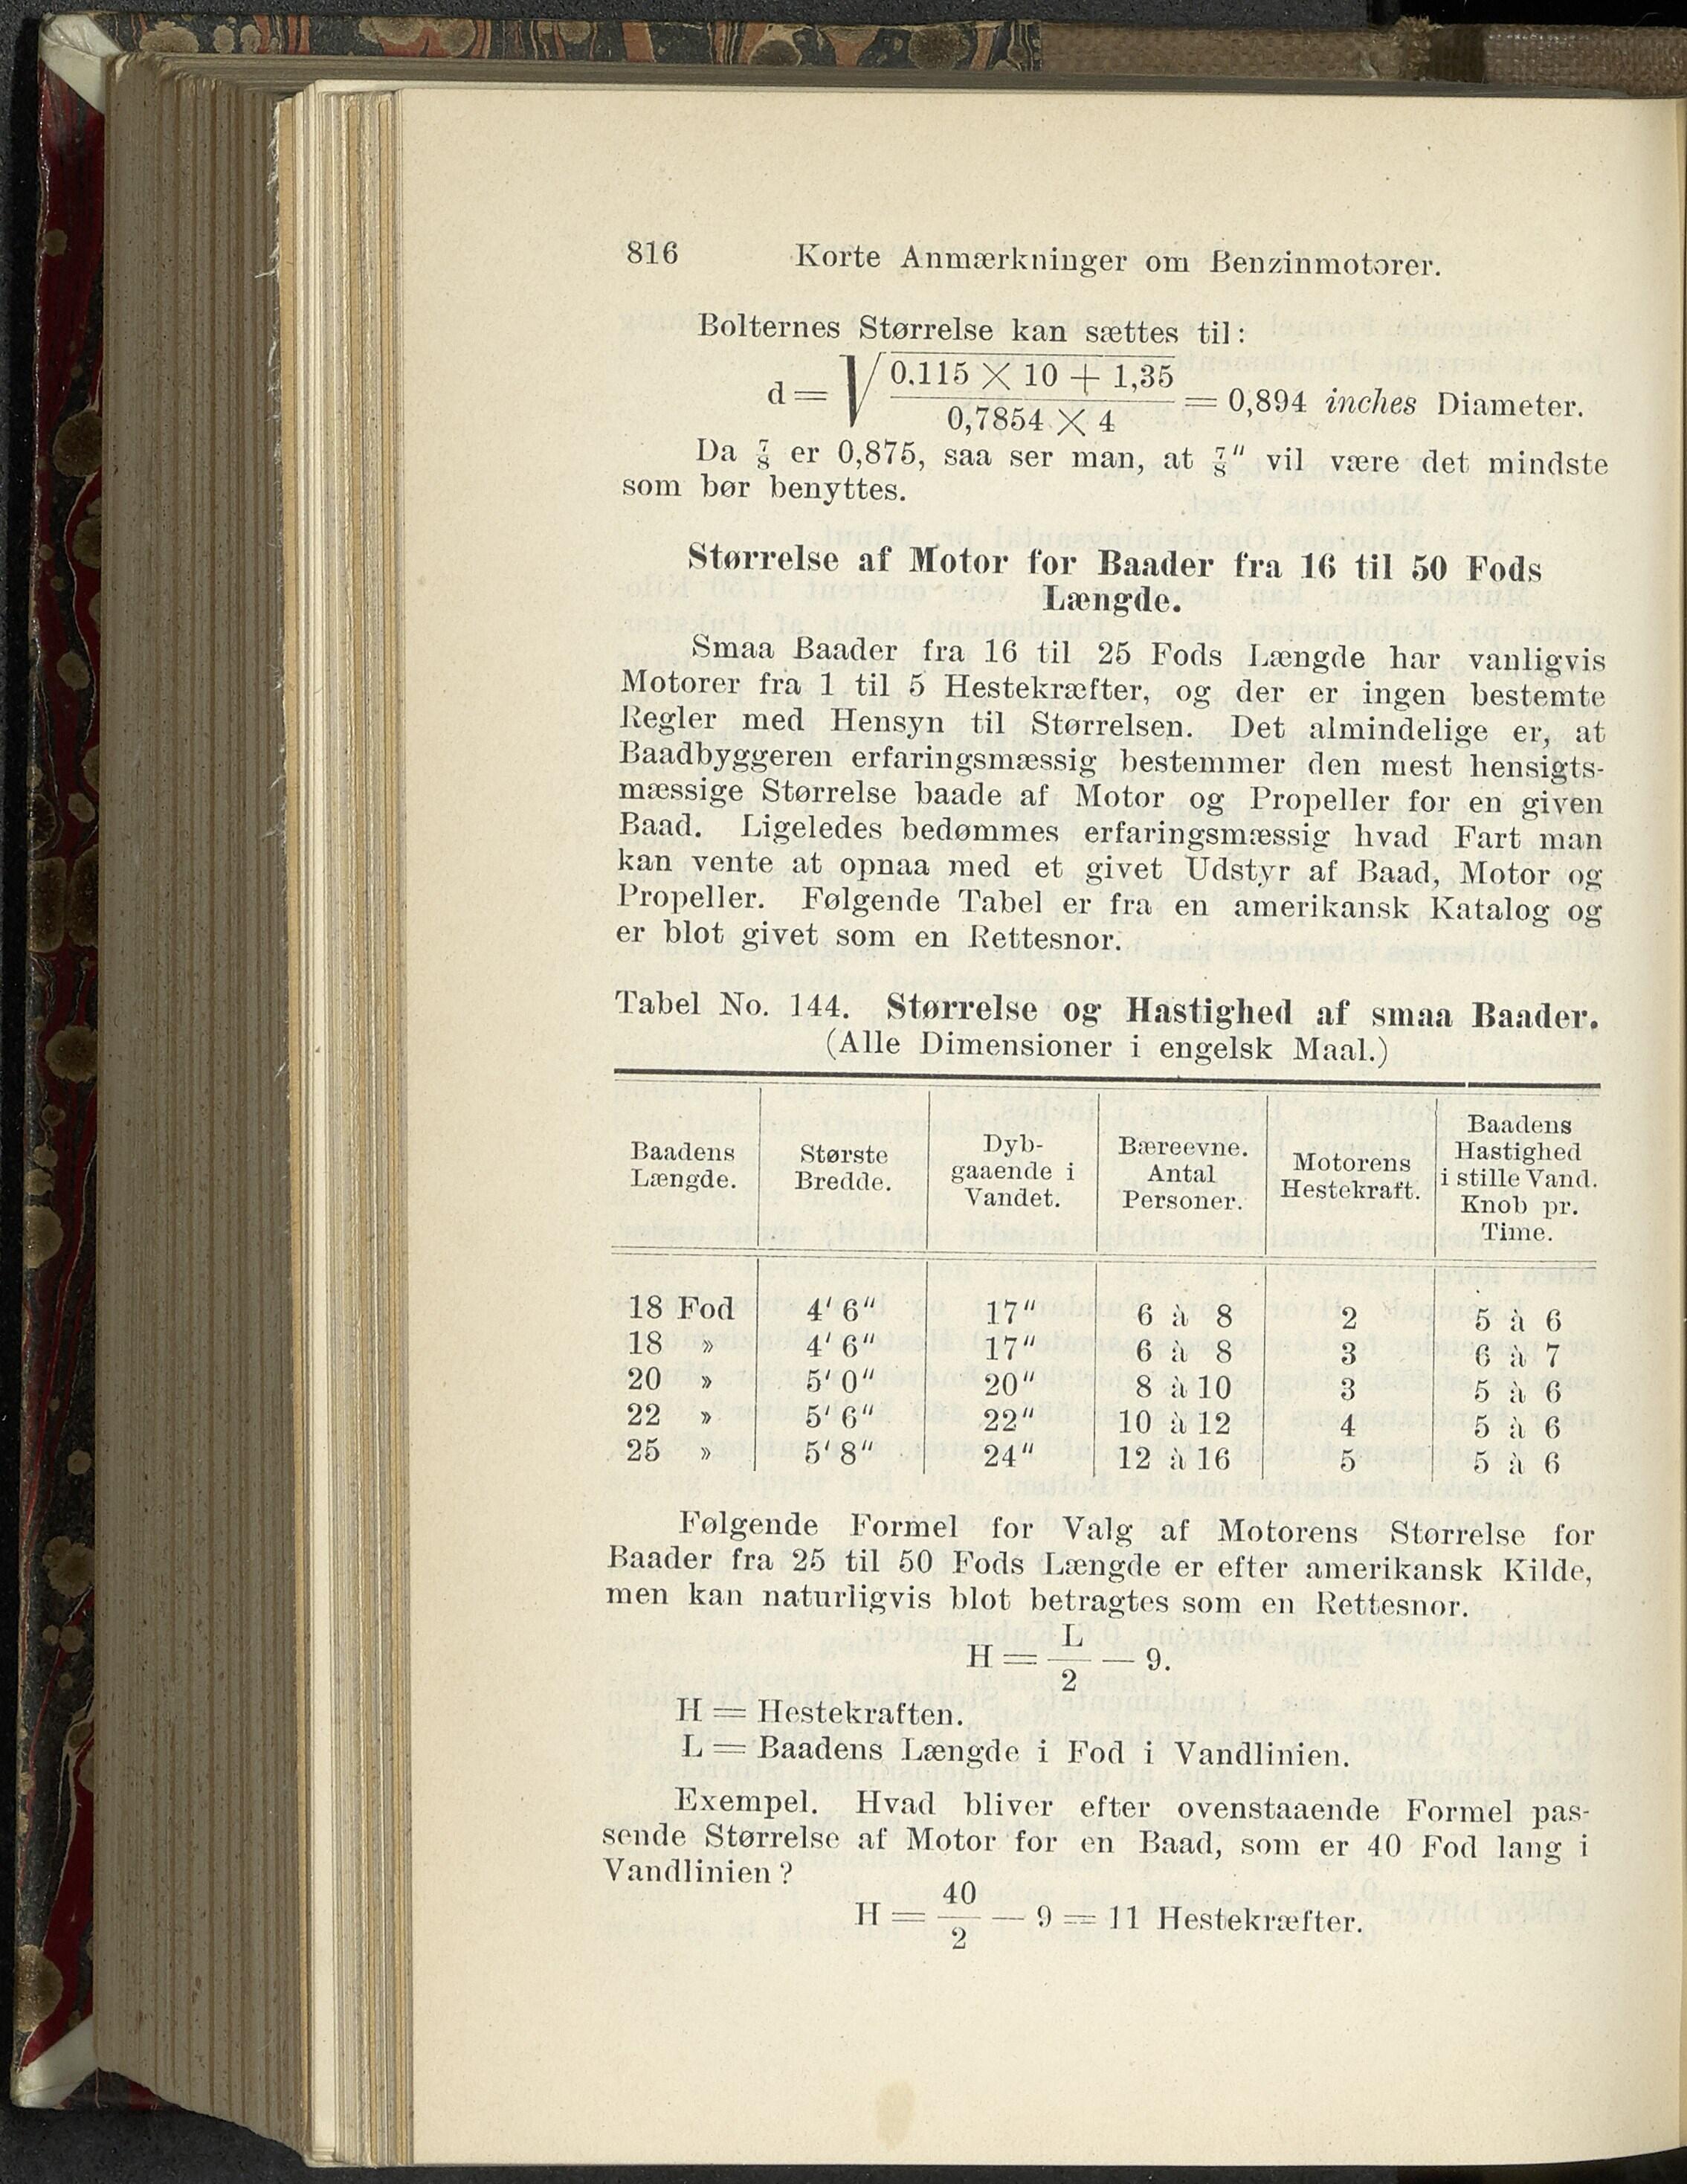 816 Korte Anmærkninger om Benzinmotorer.
Bolternes Størrelse kan sættes til:
d = √ 0.115 × 10 + 1,35 / 0,7854 × 4 = 0,894 inches Diameter.
Da 7/8 er 0,875, saa ser man, at 7/8" vil være det mindste
som bør benyttes.
Størrelse af Motor for Baader fra 16 til 50 Fods
Længde.
Smaa Baader fra 16 til 25 Fods Længde har vanligvis
Motorer fra 1 til 5 Hestekræfter, og der er ingen bestemte
Regler med Hensyn til Størrelsen. Det almindelige er, at
Baadbyggeren erfaringsmæssig bestemmer den mest hensigts-
mæssige Størrelse baade af Motor og Propeller for en given
Baad. Ligeledes bedømmes erfaringsmæssig hvad Fart man
kan vente at opnaa med et givet Udstyr af Baad, Motor og
Propeller. Følgende Tabel er fra en amerikansk Katalog og
er blot givet som en Rettesnor.
Tabel No. 144. Størrelse og Hastighed af smaa Baader.
(Alle Dimensioner i engelsk Maal.)
Baadens
Længde.
Største
Bredde.
Dyb-
gaaende i
Vandet.
Bæreevne.
Antal
Personer.
Motorens
Hestekraft.
Baadens
Hastighed
i stille Vand.
Knob pr.
Time.
18 Fod 4' 6" 17" 6 à 8 2 5 à 6
18 » 4' 6" 17" 6 à 8 3 6 à 7
20 » 5' 0" 20" 8 à 10 3 5 à 6
22 » 5' 6" 22" 10 à 12 4 5 à 6
25 » 5' 8" 24" 12 à 16 5 5 à 6
Følgende Formel for Valg af Motorens Størrelse for
Baader fra 25 til 50 Fods Længde er efter amerikansk Kilde,
men kan naturligvis blot betragtes som en Rettesnor.
H = L / 2 — 9.
H = Hestekraften.
L = Baadens Længde i Fod i Vandlinien.
Exempel. Hvad bliver efter ovenstaaende Formel pas-
sende Størrelse af Motor for en Baad, som er 40 Fod lang i
Vandlinien?
H = 40 / 2 — 9 = 11 Hestekræfter.